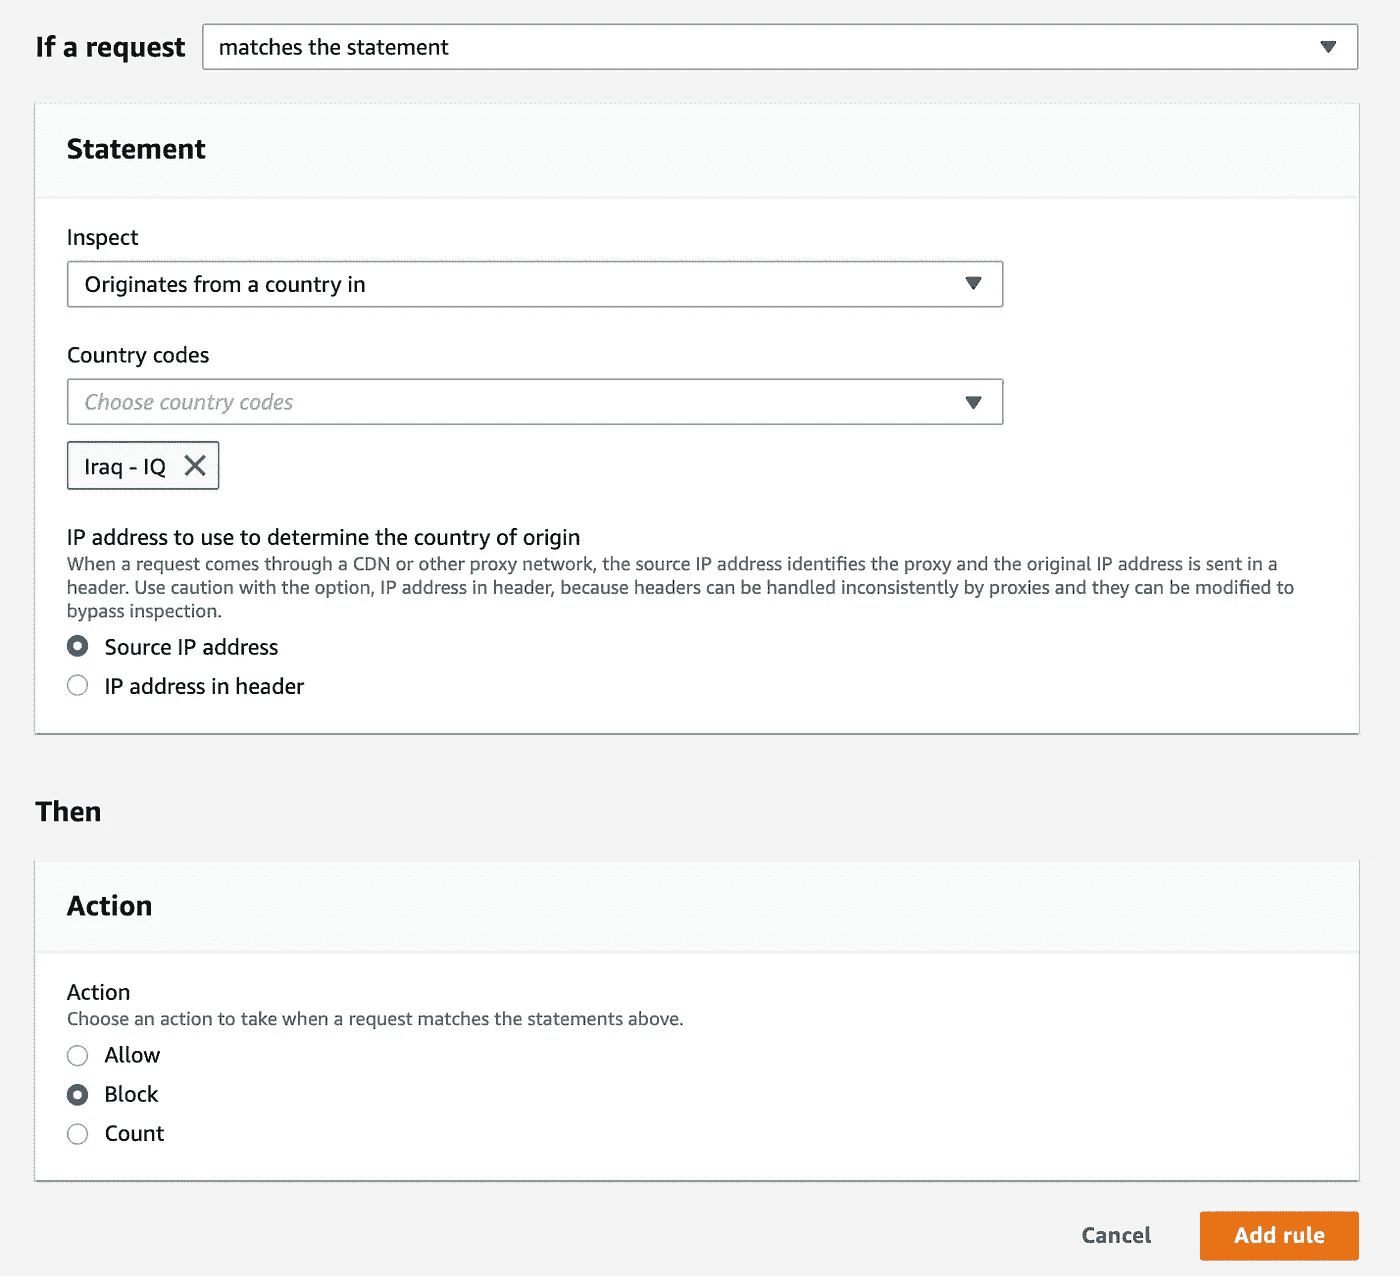 If a request
matches the statement
Statement
Inspect
Originates from a country in
Country codes
Choose country codes
Iraq - IQ
IP address to use to determine the country of origin
When a request comes through a CDN or other proxy network, the source IP address identifies the proxy and the original IP address is sent in a
header. Use caution with the option, IP address in header, because headers can be handled inconsistently by proxies and they can be modified to
bypass inspection.
Source IP address
IP address in header
Then
Action
Action
Choose an action to take when a request matches the statements above.
Allow
Block
Count
Cancel
Add rule